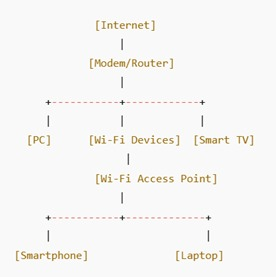 [Internet]
|
[Modem/Router]
|
+-----------+------------+
| | |
[PC] [Wi-Fi Devices] [Smart TV]
|
[Wi-Fi Access Point]
|
+-----------+-------------+
| |
[Smartphone] [Laptop]